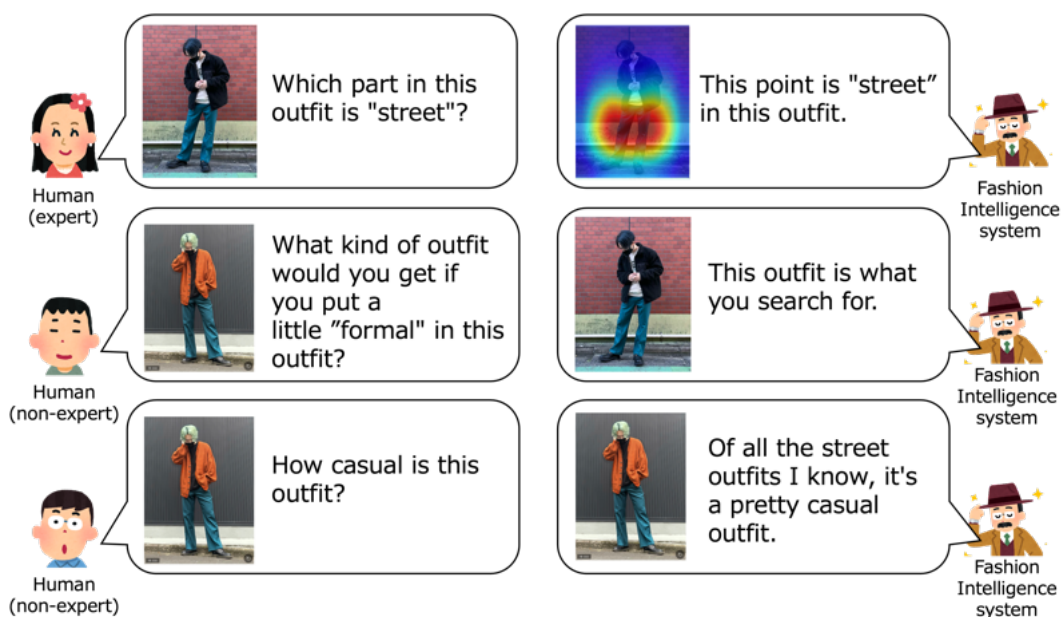 Which part in this
outfit is "street"?
Human
(expert)
This point is "street”
in this outfit.
Fashion
Intelligence
system
What kind of outfit
would you get if
you put a
little ”formal" in this
outfit?
Human
(non-expert)
This outfit is what
you search for.
Fashion
Intelligence
system
How casual is this
outfit?
Human
(non-expert)
Of all the street
outfits I know, it's
a pretty casual
outfit.
Fashion
Intelligence
system